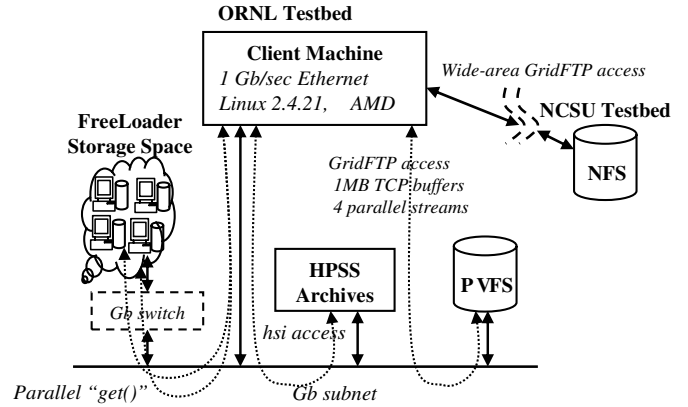 ORNL Testbed
Client Machine
1 Gb/sec Ethernet
Linux 2.4.21, AMD
Wide-area GridFTP access
NCSU Testbed
NFS
FreeLoader
Storage Space
GridFTP access
1MB TCP buffers
4 parallel streams
HPSS
Archives
PVFS
Gb switch
hsi access
Parallel “get()”
Gb subnet